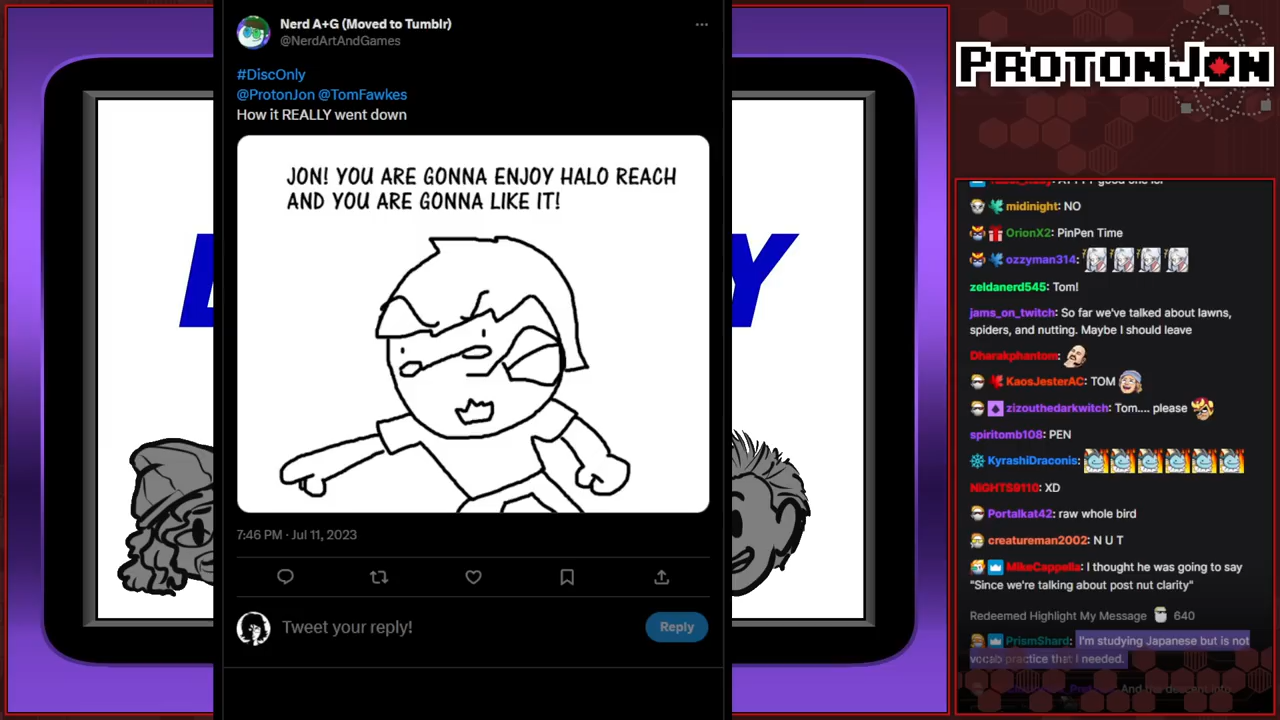 Nerd A+G (Moved to Tumblr)
@NerdArtAndGames
#DiscOnly
@ProtonJon @TomFawkes
How it REALLY went down
JON! YOU ARE GONNA ENJOY HALO REACH
AND YOU ARE GONNA LIKE IT!
7:46 PM · Jul 11, 2023
Tweet your reply!
Reply
Y
PROTONJON
midinight: NO
OrionX2: PinPen Time
ozzyman314:
zeldanerd545: Tom!
jams_on_twitch: So far we've talked about lawns,
spiders, and nutting. Maybe I should leave
Dharakphantom:
KaosJesterAC: TOM
zizouthedarkwitch: Tom.... please
spiritomb108: PEN
KyrashiDraconis:
NiGHTS9110: XD
Portalkat42: raw whole bird
creatureman2002: N U T
MikeCappella: I thought he was going to say
"Since we're talking about post nut clarity"
Redeemed Highlight My Message 640
PrismShard: I'm studying Japanese but is not
vocab practice that I needed.
And the descent into